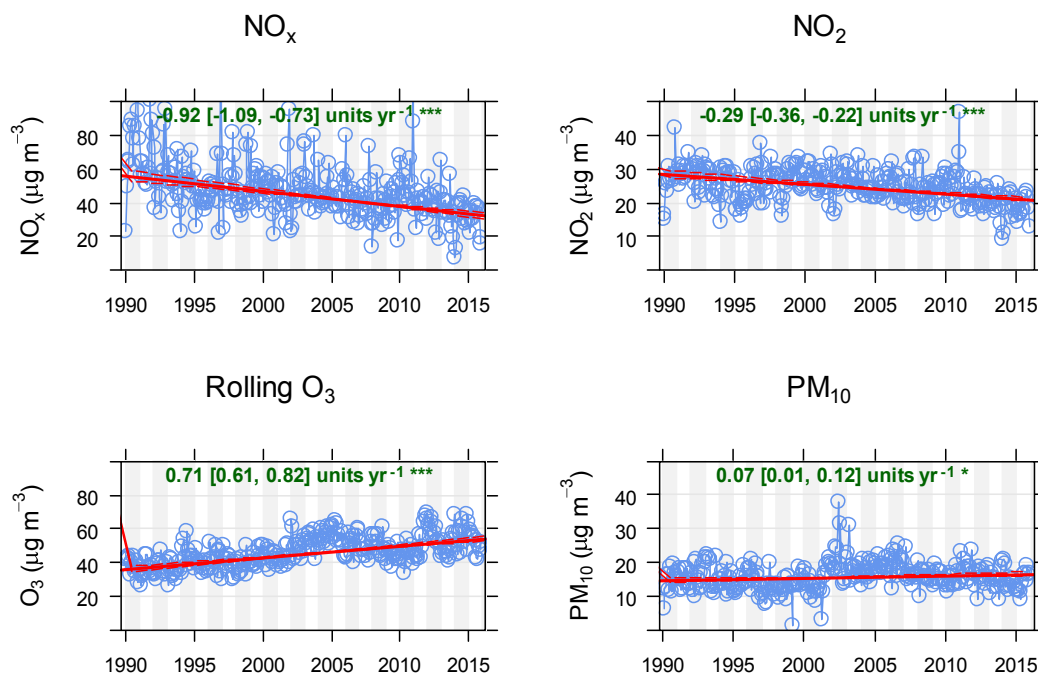 NOₓ
-0.92 [-1.09, -0.73] units yr⁻¹ ***
NOₓ (μg m⁻³)
80
60
40
20
1990 1995 2000 2005 2010 2015
NO₂
-0.29 [-0.36, -0.22] units yr⁻¹ ***
NO₂ (μg m⁻³)
40
30
20
10
1990 1995 2000 2005 2010 2015
Rolling O₃
0.71 [0.61, 0.82] units yr⁻¹ ***
O₃ (μg m⁻³)
80
60
40
20
1990 1995 2000 2005 2010 2015
PM₁₀
0.07 [0.01, 0.12] units yr⁻¹ *
PM₁₀ (μg m⁻³)
40
30
20
10
1990 1995 2000 2005 2010 2015